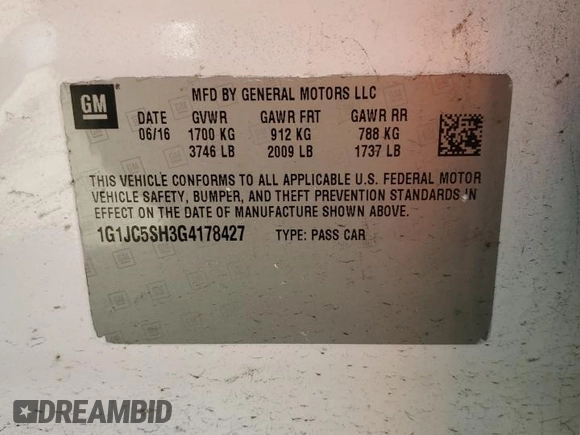 GM
MFD BY GENERAL MOTORS LLC
DATE GVWR GAWR FRT GAWR RR
06/16 1700 KG 912 KG 788 KG
3746 LB 2009 LB 1737 LB
THIS VEHICLE CONFORMS TO ALL APPLICABLE U.S. FEDERAL MOTOR
VEHICLE SAFETY, BUMPER, AND THEFT PREVENTION STANDARDS IN
EFFECT ON THE DATE OF MANUFACTURE SHOWN ABOVE.
1G1JC5SH3G4178427 TYPE: PASS CAR
DREAMBID